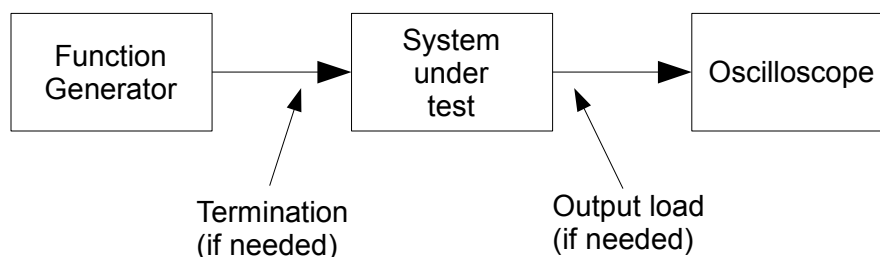 Function
Generator
System
under
test
Oscilloscope
Termination
(if needed)
Output load
(if needed)